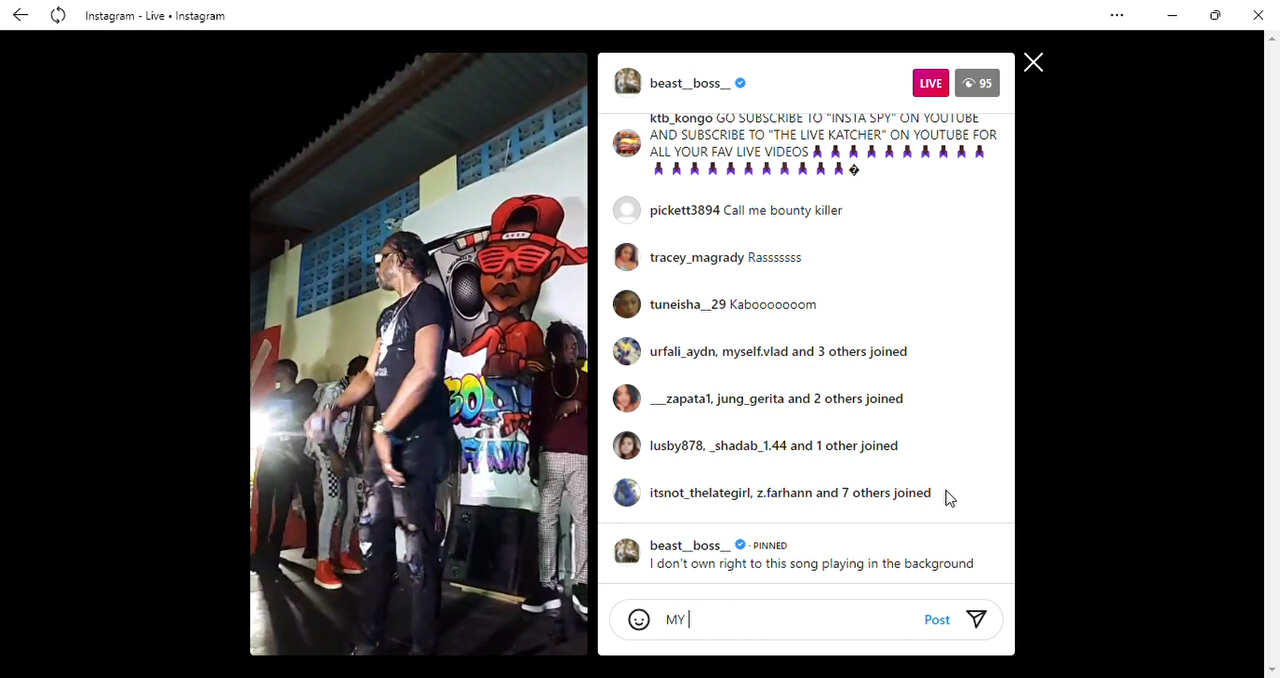 Instagram - Live • Instagram
beast__boss__
LIVE
95
ktb_kongo GO SUBSCRIBE TO "INSTA SPY" ON YOUTUBE
AND SUBSCRIBE TO "THE LIVE KATCHER" ON YOUTUBE FOR
ALL YOUR FAV LIVE VIDEOS
pickett3894 Call me bounty killer
tracey_magrady Rasssssss
tuneisha__29 Kabooooooom
urfali_aydn, myself.vlad and 3 others joined
___zapata1, jung_gerita and 2 others joined
lusby878, _shadab_1.44 and 1 other joined
itsnot_thelategirl, z.farhann and 7 others joined
beast__boss__ · PINNED
I don't own right to this song playing in the background
MY
Post